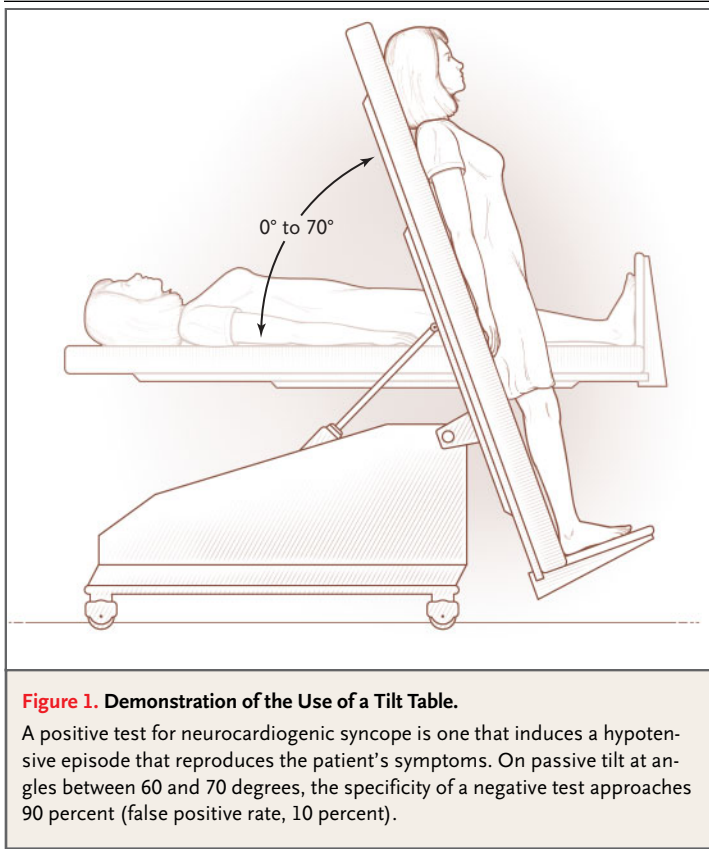 0° to 70°
Figure 1. Demonstration of the Use of a Tilt Table.
A positive test for neurocardiogenic syncope is one that induces a hypoten-
sive episode that reproduces the patient's symptoms. On passive tilt at an-
gles between 60 and 70 degrees, the specificity of a negative test approaches
90 percent (false positive rate, 10 percent).